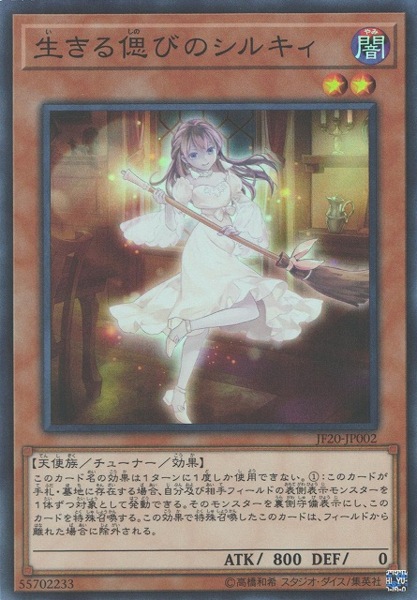 生きる偲びのシルキィ
闇
JF20-JP002
【天使族／チューナー／効果】
このカード名の効果は1ターンに1度しか使用できない。①：このカードが
手札・墓地に存在する場合、自分及び相手フィールドの表側表示モンスターを
1体ずつ対象として発動できる。そのモンスターを裏側守備表示にし、この
カードを特殊召喚する。この効果で特殊召喚したこのカードは、フィールドから
離れた場合に除外される。
ATK/ 800 DEF/ 0
55702233
©高橋和希 スタジオ・ダイス/集英社